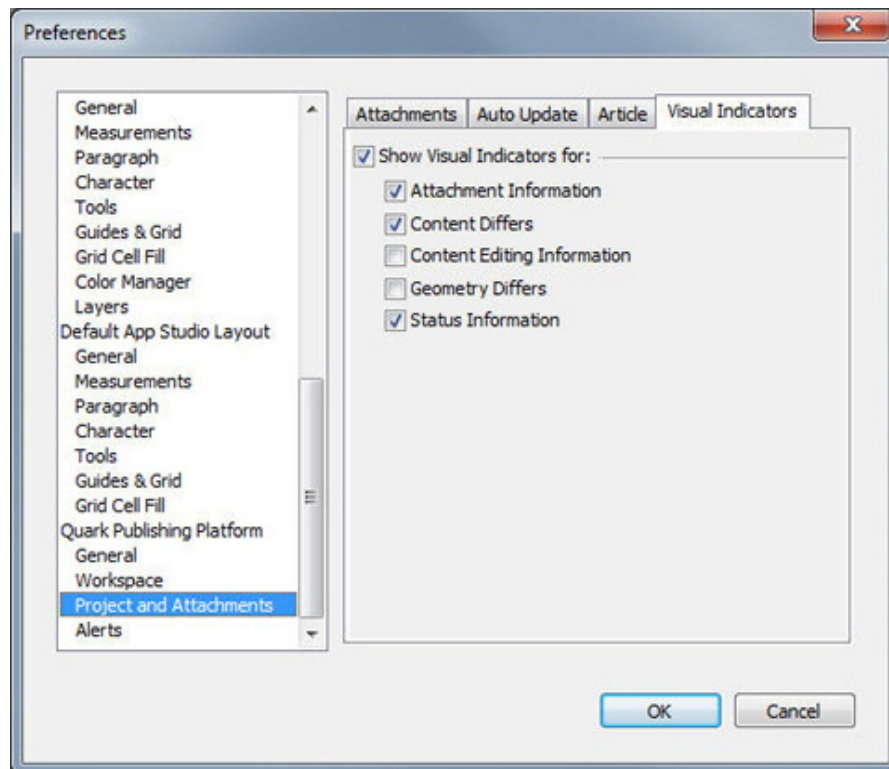 Preferences
General
Measurements
Paragraph
Character
Tools
Guides & Grid
Grid Cell Fill
Color Manager
Layers
Default App Studio Layout
General
Measurements
Paragraph
Character
Tools
Guides & Grid
Grid Cell Fill
Quark Publishing Platform
General
Workspace
Project and Attachments
Alerts
Attachments Auto Update Article Visual Indicators
Show Visual Indicators for:
Attachment Information
Content Differs
Content Editing Information
Geometry Differs
Status Information
OK Cancel